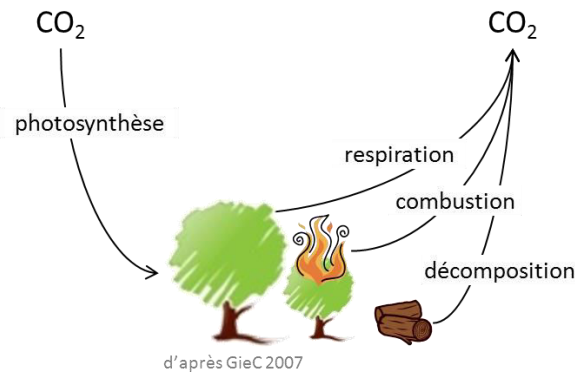 CO₂
CO₂
photosynthèse
respiration
combustion
décomposition
d'après GieC 2007